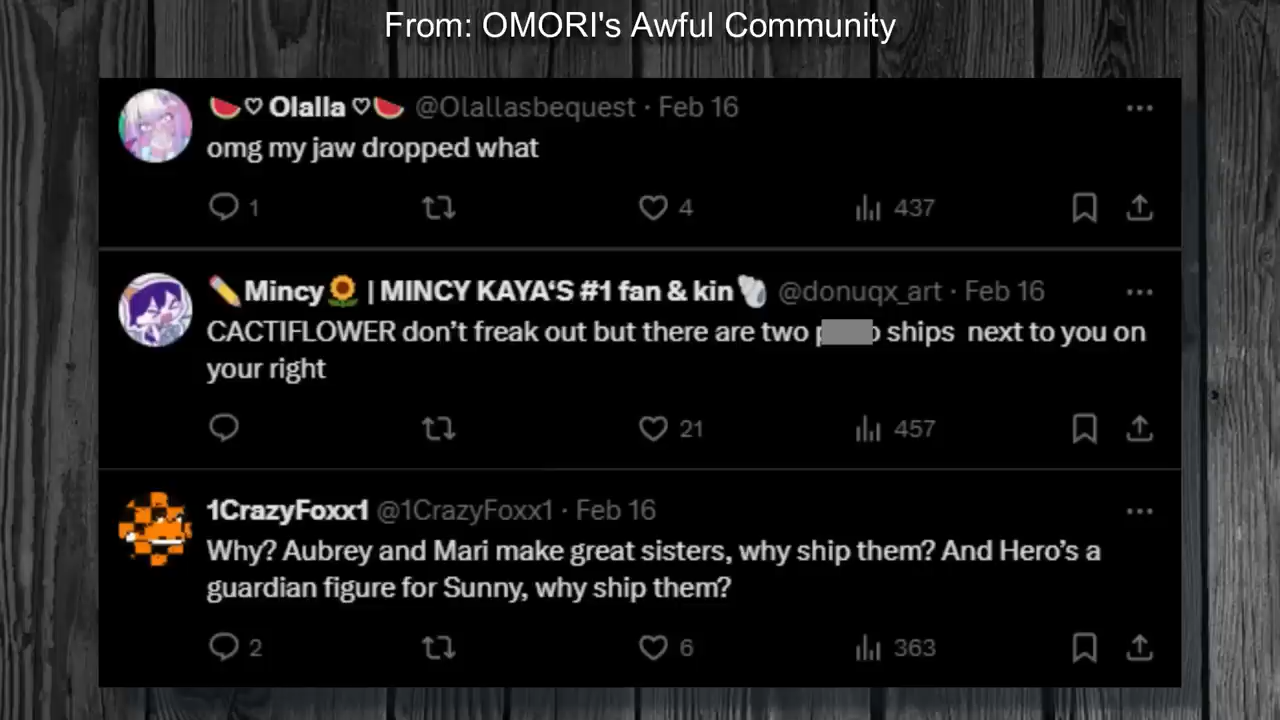 From: OMORI's Awful Community
🍉♡ Olalla ♡🍉 @Olallasbequest · Feb 16
omg my jaw dropped what
1 4 437
✏️Mincy🌻 | MINCY KAYA‘S #1 fan & kin🐚 @donuqx_art · Feb 16
CACTIFLOWER don’t freak out but there are two ships next to you on
your right
21 457
1CrazyFoxx1 @1CrazyFoxx1 · Feb 16
Why? Aubrey and Mari make great sisters, why ship them? And Hero’s a
guardian figure for Sunny, why ship them?
2 6 363